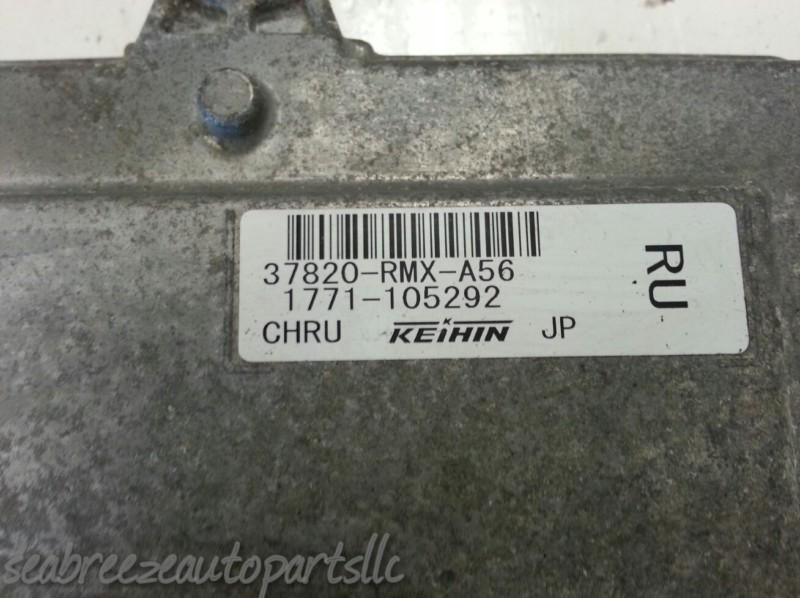 37820-RMX-A56
1771-105292
CHRU KEIHIN JP
RU
seabreezeautopartsllc